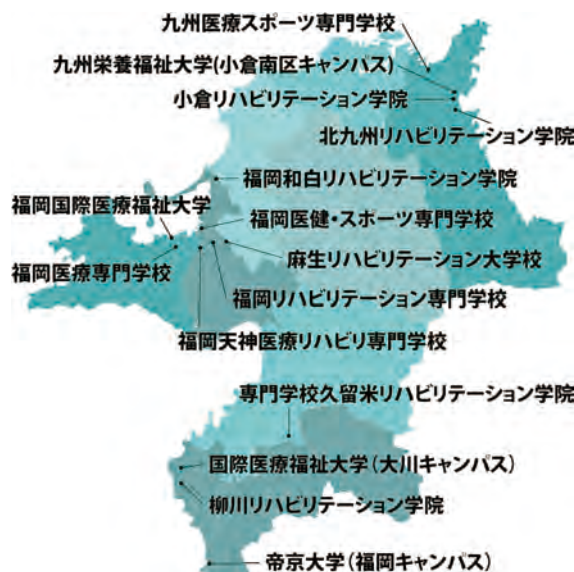 九州医療スポーツ専門学校
九州栄養福祉大学(小倉南区キャンパス)
小倉リハビリテーション学院
北九州リハビリテーション学院
福岡和白リハビリテーション学院
福岡国際医療福祉大学
福岡医健・スポーツ専門学校
福岡医療専門学校
麻生リハビリテーション大学校
福岡リハビリテーション専門学校
福岡天神医療リハビリ専門学校
専門学校久留米リハビリテーション学院
国際医療福祉大学(大川キャンパス)
柳川リハビリテーション学院
帝京大学(福岡キャンパス)